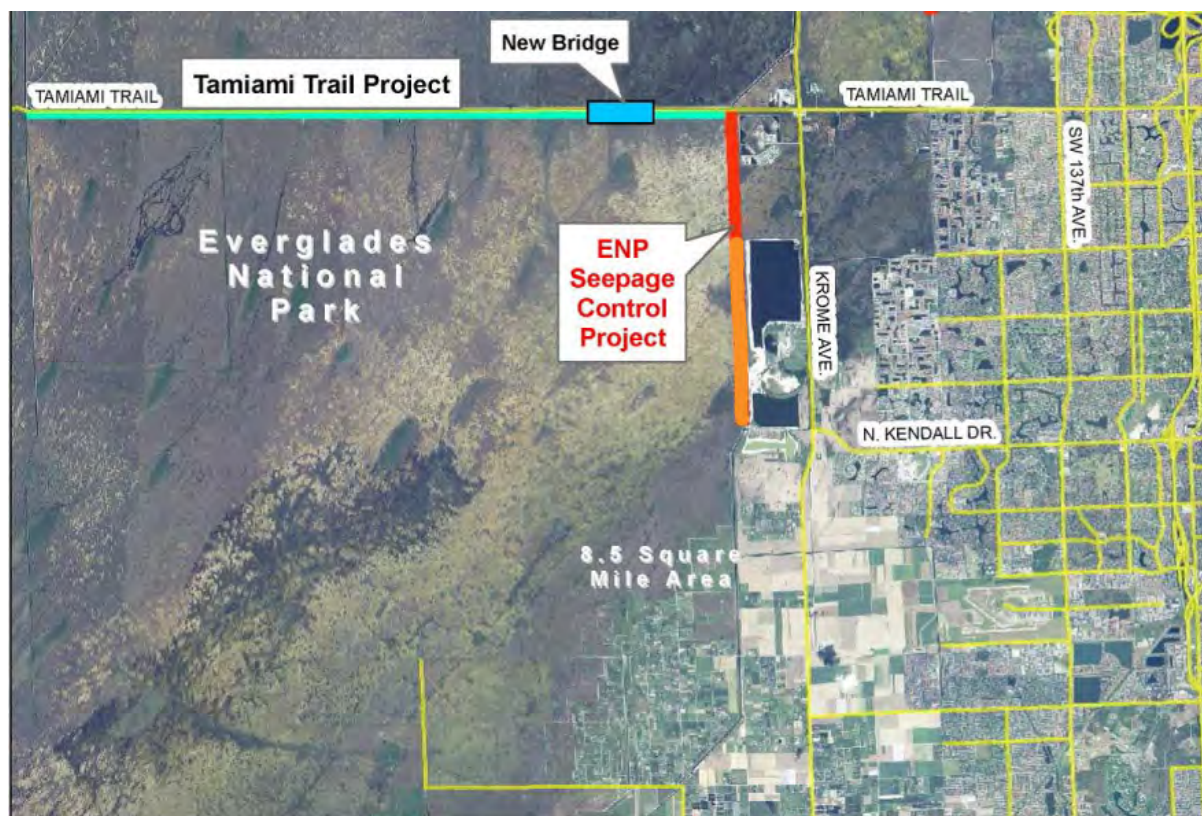 New Bridge
Tamiami Trail Project
TAMIAMI TRAIL
TAMIAMI TRAIL
SW 137th AVE.
Everglades
National
Park
ENP
Seepage
Control
Project
KROME AVE.
N. KENDALL DR.
8.5 Square
Mile Area